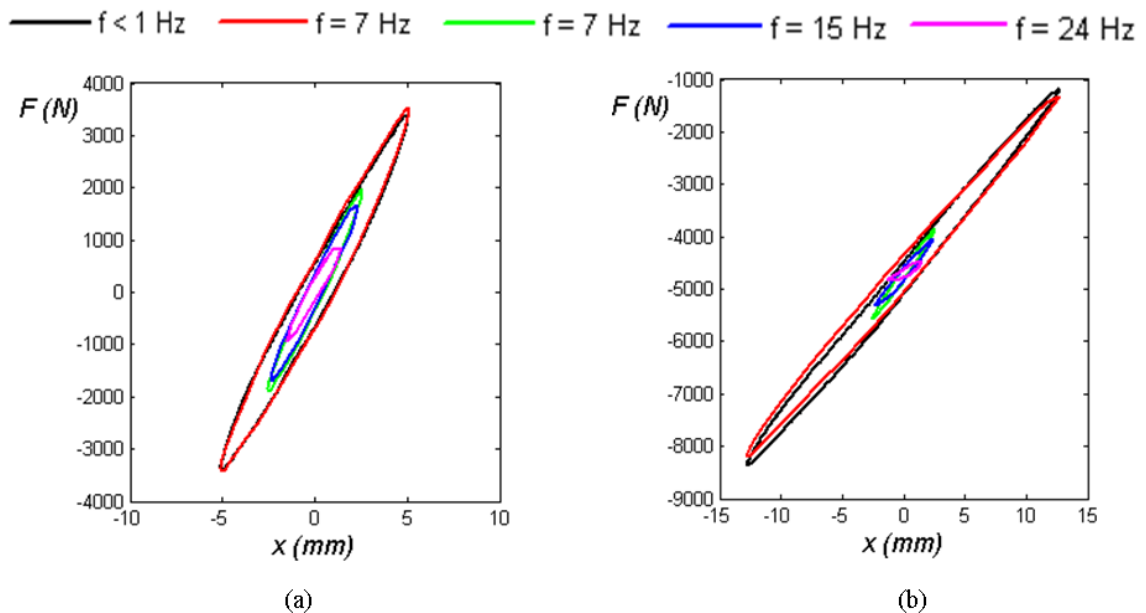 f < 1 Hz f = 7 Hz f = 7 Hz f = 15 Hz f = 24 Hz
F (N)
4000
3000
2000
1000
0
-1000
-2000
-3000
-4000
-10 -5 0 5 10
x (mm)
(a)
F (N)
-1000
-2000
-3000
-4000
-5000
-6000
-7000
-8000
-9000
-15 -10 -5 0 5 10 15
x (mm)
(b)